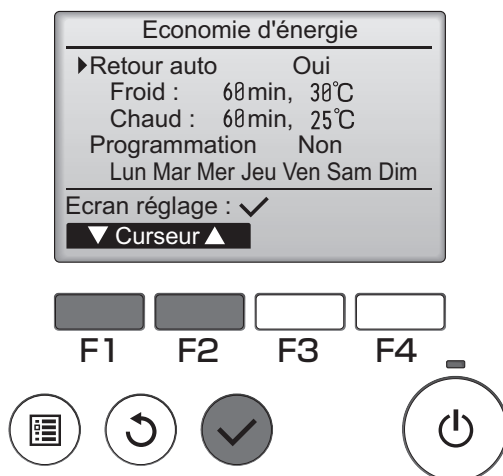 Economie d'énergie
▶Retour auto Oui
Froid : 60min, 30°C
Chaud : 60min, 25°C
Programmation Non
Lun Mar Mer Jeu Ven Sam Dim
Ecran réglage : ✓
▼ Curseur ▲
F1 F2 F3 F4